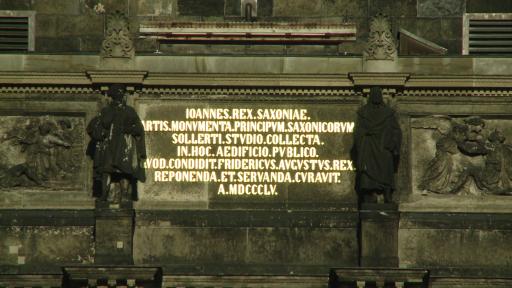 IOANNES.REX.SAXONIAE.
ARTIS.MONVMENTA.PRINCIPVM.SAXONICORVM
SOLLERTI.STVDIO.COLLECTA.
IN.HOC.AEDIFICIO.PVBLICO.
QVOD.CONDIDIT.FRIDERICVS.AVGVSTVS.REX.
REPONENDA.ET.SERVANDA.CVRAVIT.
A.MDCCCLV.